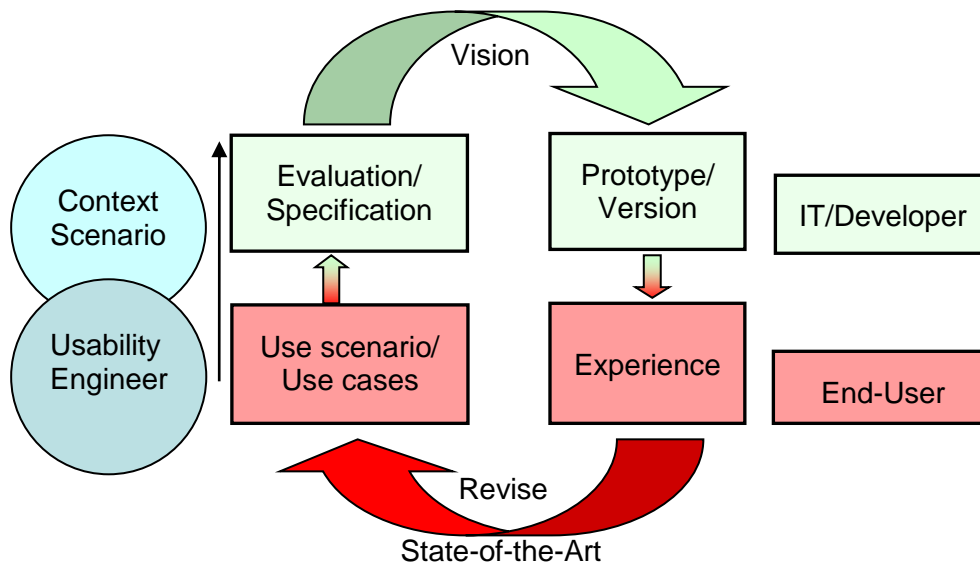 Vision
Evaluation/
Specification
Prototype/
Version
Context
Scenario
IT/Developer
Usability
Engineer
Use scenario/
Use cases
Experience
End-User
Revise
State-of-the-Art